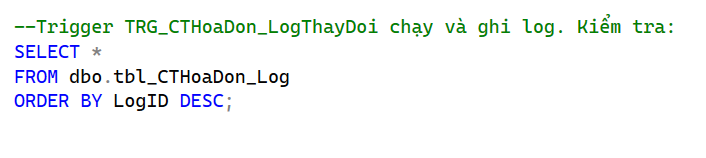 --Trigger TRG_CTHoaDon_LogThayDoi chạy và ghi log. Kiểm tra:
SELECT *
FROM dbo.tbl_CTHoaDon_Log
ORDER BY LogID DESC;